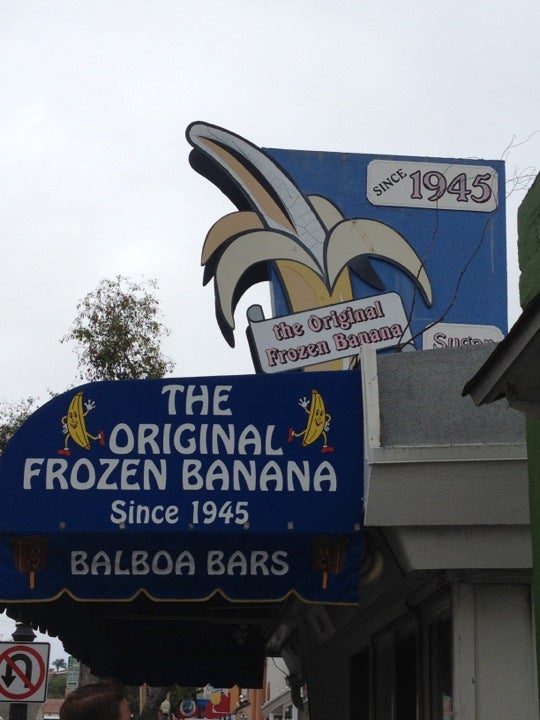 SINCE 1945
the Original
Frozen Banana
THE
ORIGINAL
FROZEN BANANA
Since 1945
BALBOA BARS